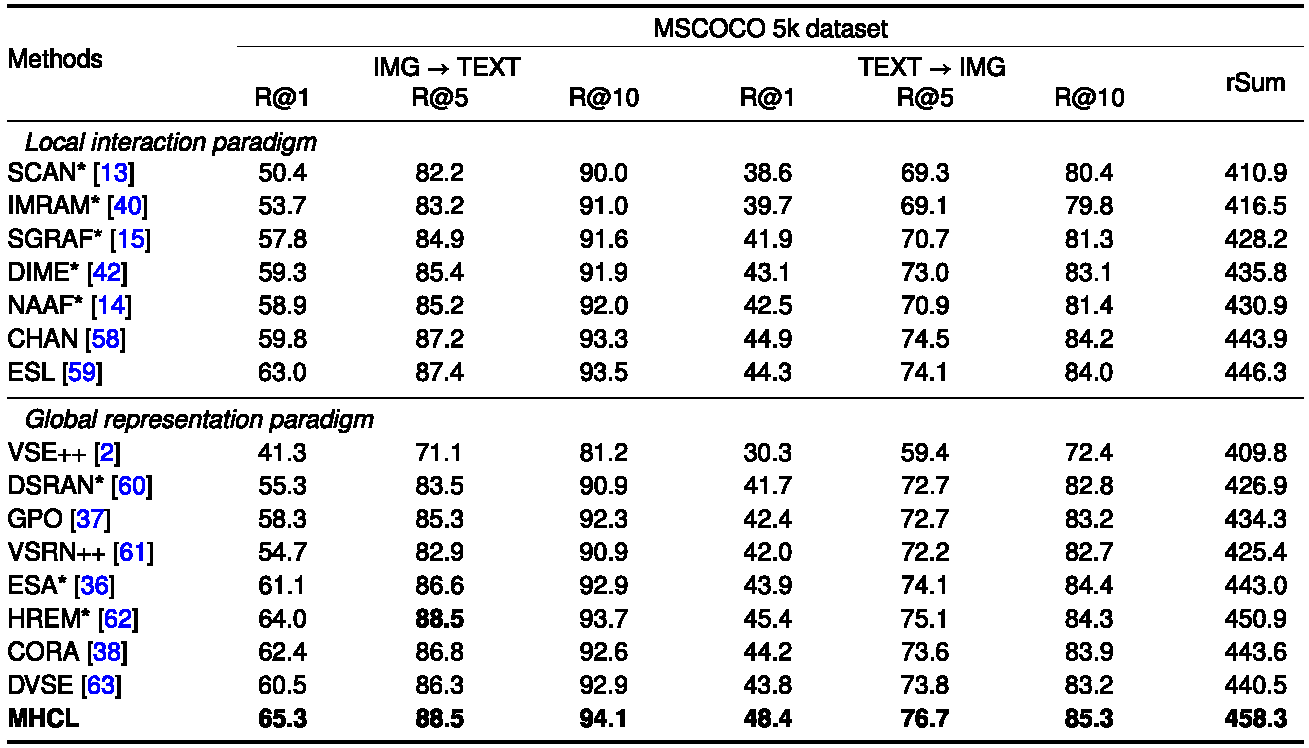 MSCOCO 5k dataset
Methods
IMG → TEXT TEXT → IMG
rSum
R@1 R@5 R@10 R@1 R@5 R@10
Local interaction paradigm
SCAN* [13] 50.4 82.2 90.0 38.6 69.3 80.4 410.9
IMRAM* [40] 53.7 83.2 91.0 39.7 69.1 79.8 416.5
SGRAF* [15] 57.8 84.9 91.6 41.9 70.7 81.3 428.2
DIME* [42] 59.3 85.4 91.9 43.1 73.0 83.1 435.8
NAAF* [14] 58.9 85.2 92.0 42.5 70.9 81.4 430.9
CHAN [58] 59.8 87.2 93.3 44.9 74.5 84.2 443.9
ESL [59] 63.0 87.4 93.5 44.3 74.1 84.0 446.3
Global representation paradigm
VSE++ [2] 41.3 71.1 81.2 30.3 59.4 72.4 409.8
DSRAN* [60] 55.3 83.5 90.9 41.7 72.7 82.8 426.9
GPO [37] 58.3 85.3 92.3 42.4 72.7 83.2 434.3
VSRN++ [61] 54.7 82.9 90.9 42.0 72.2 82.7 425.4
ESA* [36] 61.1 86.6 92.9 43.9 74.1 84.4 443.0
HREM* [62] 64.0 88.5 93.7 45.4 75.1 84.3 450.9
CORA [38] 62.4 86.8 92.6 44.2 73.6 83.9 443.6
DVSE [63] 60.5 86.3 92.9 43.8 73.8 83.2 440.5
MHCL 65.3 88.5 94.1 48.4 76.7 85.3 458.3